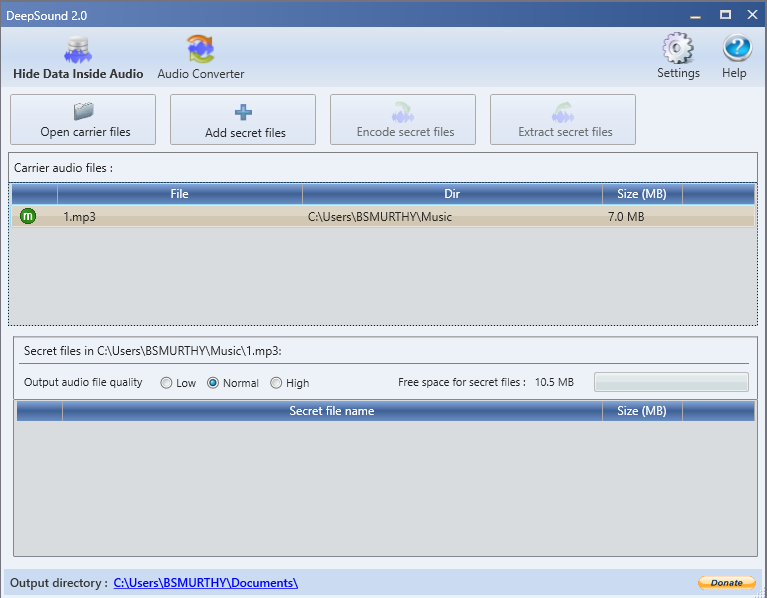 DeepSound 2.0
Hide Data Inside Audio Audio Converter Settings Help
Open carrier files Add secret files Encode secret files Extract secret files
Carrier audio files :
File Dir Size (MB)
m 1.mp3 C:\Users\BSMURTHY\Music 7.0 MB
Secret files in C:\Users\BSMURTHY\Music\1.mp3:
Output audio file quality Low Normal High Free space for secret files : 10.5 MB
Secret file name Size (MB)
Output directory : C:\Users\BSMURTHY\Documents\ Donate